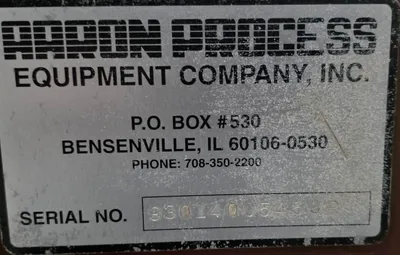 AARON PROCESS
EQUIPMENT COMPANY, INC.
P.O. BOX #530
BENSENVILLE, IL 60106-0530
PHONE: 708-350-2200
SERIAL NO.